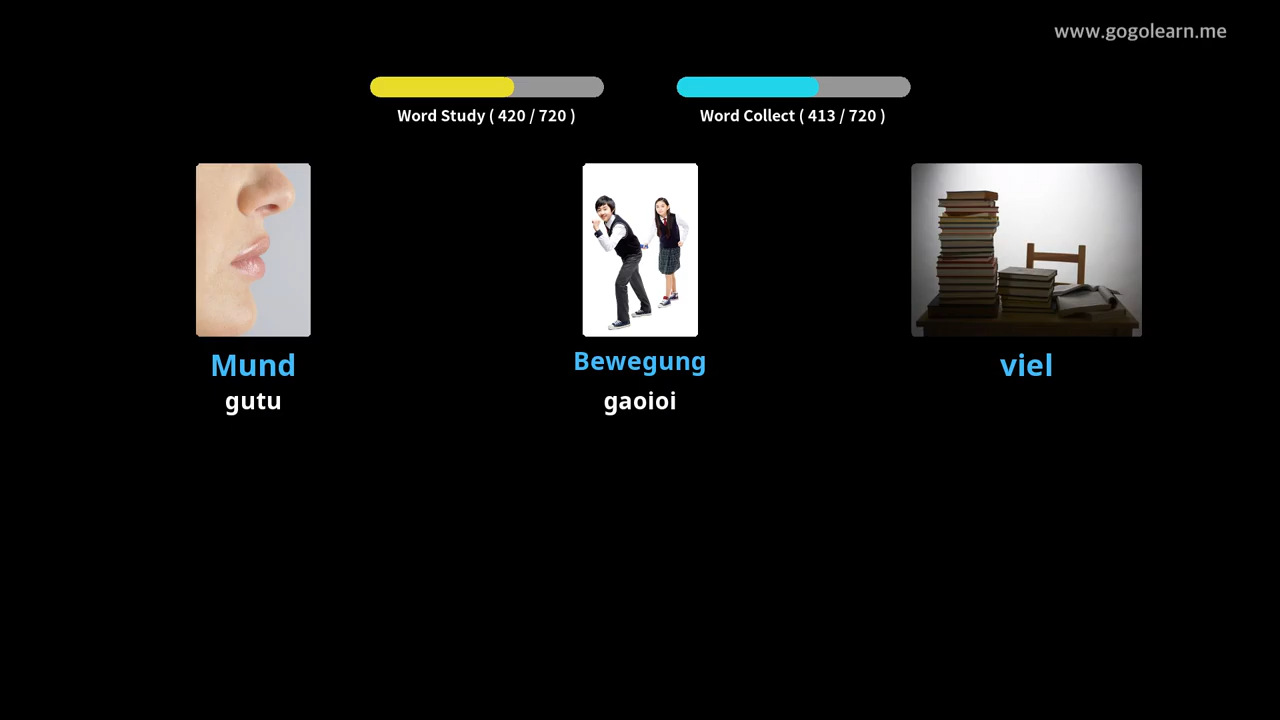 www.gogolearn.me
Word Study ( 420 / 720 )
Word Collect ( 413 / 720 )
Mund
gutu
Bewegung
gaoioi
viel